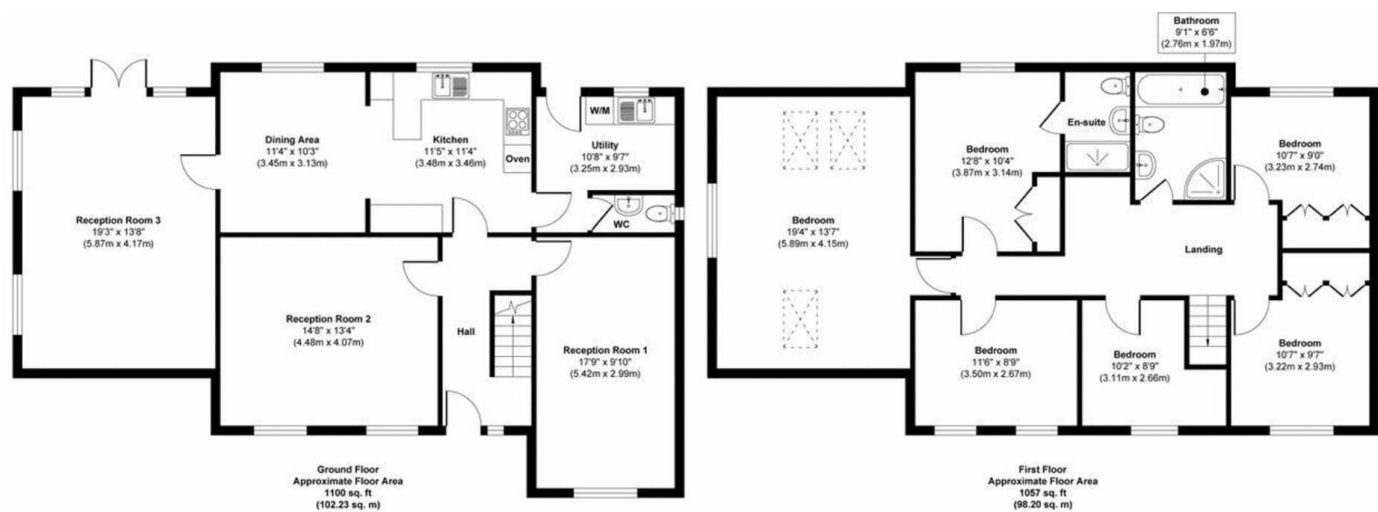 Reception Room 3
19'3" x 13'8"
(5.87m x 4.17m)
Dining Area
11'4" x 10'3"
(3.45m x 3.13m)
Kitchen
11'5" x 11'4"
(3.48m x 3.46m)
Oven
W/M
Utility
10'8" x 9'7"
(3.25m x 2.93m)
WC
Reception Room 2
14'8" x 13'4"
(4.48m x 4.07m)
Hall
Reception Room 1
17'9" x 9'10"
(5.42m x 2.99m)
Ground Floor
Approximate Floor Area
1100 sq. ft
(102.23 sq. m)
Bathroom
9'1" x 6'6"
(2.76m x 1.97m)
Bedroom
19'4" x 13'7"
(5.89m x 4.15m)
Bedroom
12'8" x 10'4"
(3.87m x 3.14m)
En-suite
Bedroom
10'7" x 9'0"
(3.23m x 2.74m)
Landing
Bedroom
11'6" x 8'9"
(3.50m x 2.67m)
Bedroom
10'2" x 8'9"
(3.11m x 2.66m)
Bedroom
10'7" x 9'7"
(3.22m x 2.93m)
First Floor
Approximate Floor Area
1057 sq. ft
(98.20 sq. m)